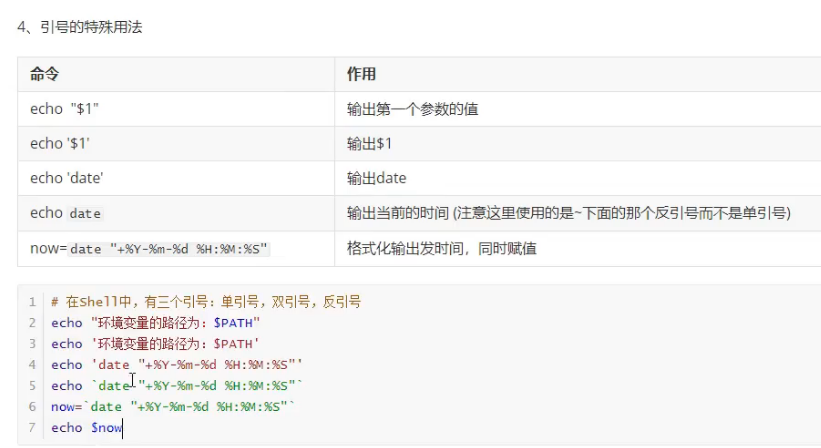 4、引号的特殊用法
命令 作用
echo "$1" 输出第一个参数的值
echo '$1' 输出$1
echo 'date' 输出date
echo date 输出当前的时间 (注意这里使用的是~下面的那个反引号而不是单引号)
now= date "+%Y-%m-%d %H:%M:%S" 格式化输出发时间，同时赋值
1 # 在Shell中，有三个引号：单引号，双引号，反引号
2 echo "环境变量的路径为：$PATH"
3 echo '环境变量的路径为：$PATH'
4 echo 'date "+%Y-%m-%d %H:%M:%S"'
5 echo `date "+%Y-%m-%d %H:%M:%S"`
6 now=`date "+%Y-%m-%d %H:%M:%S"`
7 echo $now